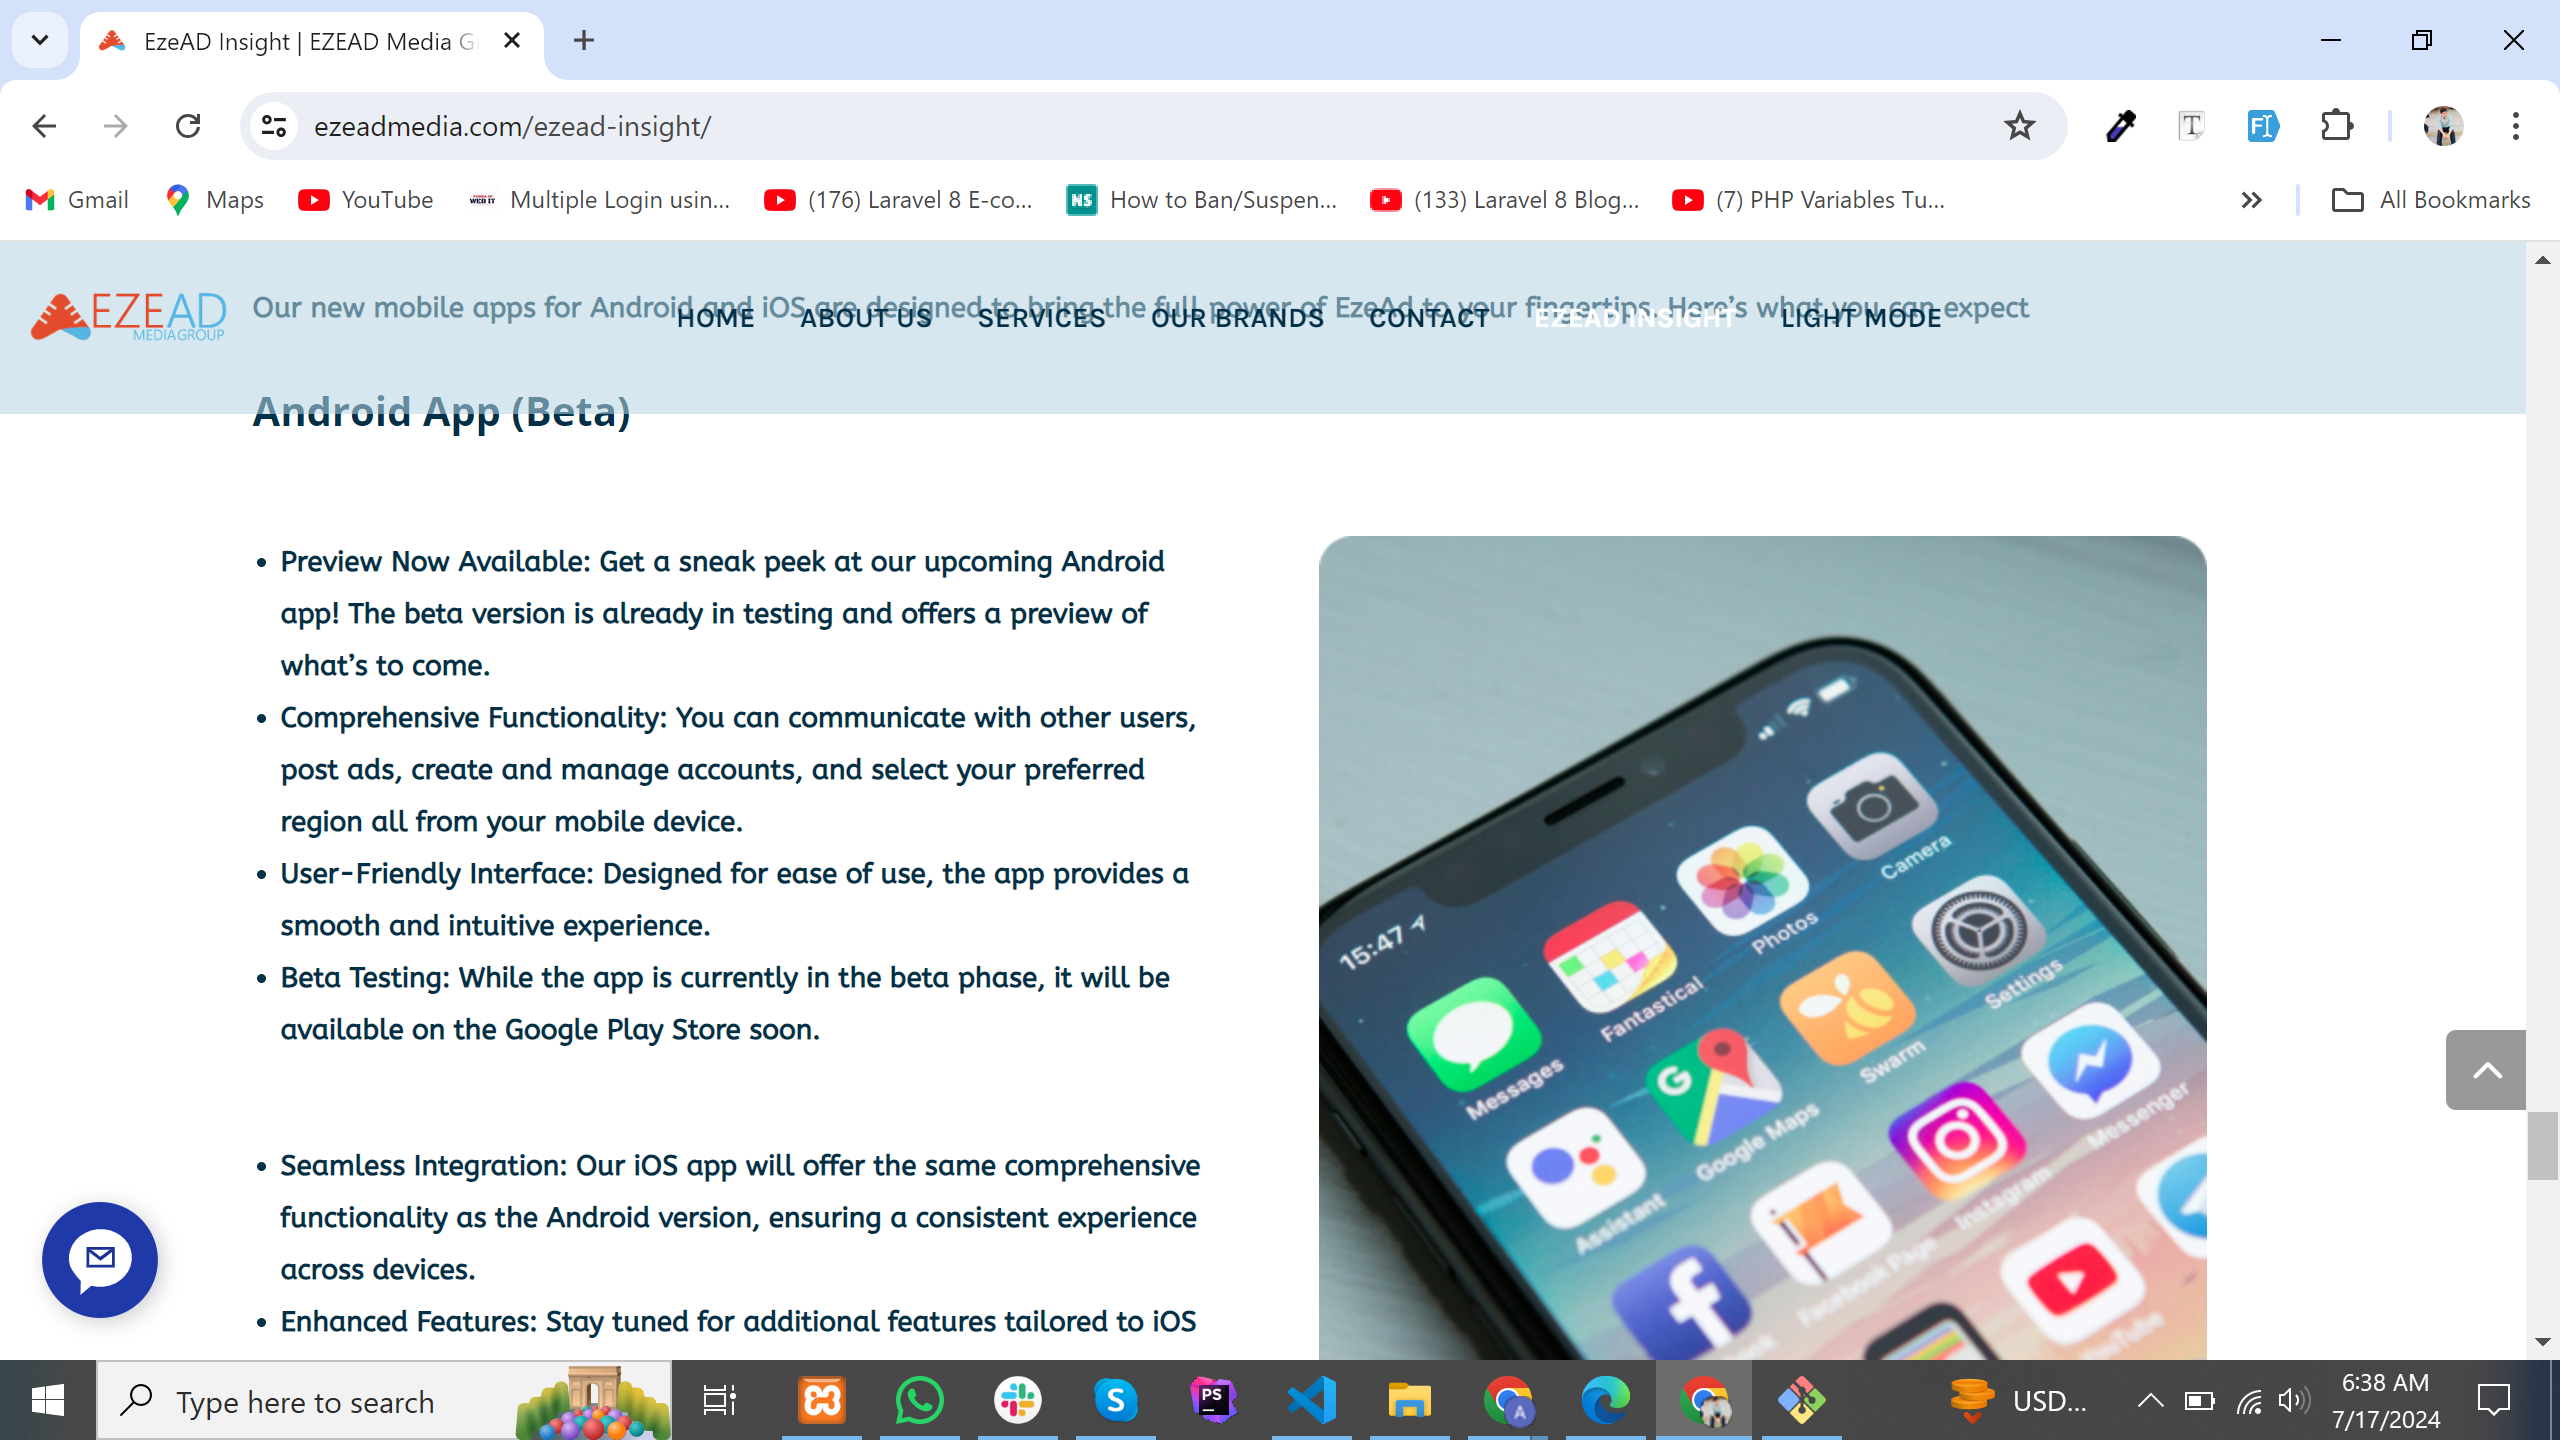 EzeAD Insight | EZEAD Media G
ezeadmedia.com/ezead-insight/
Gmail
Maps
YouTube
Multiple Login usin...
(176) Laravel 8 E-co...
How to Ban/Suspen...
(133) Laravel 8 Blog...
(7) PHP Variables Tu...
All Bookmarks
EZEAD
MEDIAGROUP
Our new mobile apps for Android and iOS are designed to bring the full power of EzeAd to your fingertips. Here's what you can expect
HOME
ABOUT US
SERVICES
OUR BRANDS
CONTACT
EZEAD INSIGHT
LIGHT MODE
Android App (Beta)
• Preview Now Available: Get a sneak peek at our upcoming Android
app! The beta version is already in testing and offers a preview of
what's to come.
• Comprehensive Functionality: You can communicate with other users,
post ads, create and manage accounts, and select your preferred
region all from your mobile device.
• User-Friendly Interface: Designed for ease of use, the app provides a
smooth and intuitive experience.
• Beta Testing: While the app is currently in the beta phase, it will be
available on the Google Play Store soon.
• Seamless Integration: Our iOS app will offer the same comprehensive
functionality as the Android version, ensuring a consistent experience
across devices.
• Enhanced Features: Stay tuned for additional features tailored to iOS
15:47
Messages
Fantastical
Photos
Camera
Assistant
Google Maps
Swarm
Settings
Facebook Page
Instagram
Messenger
Type here to search
USD...
6:38 AM
7/17/2024